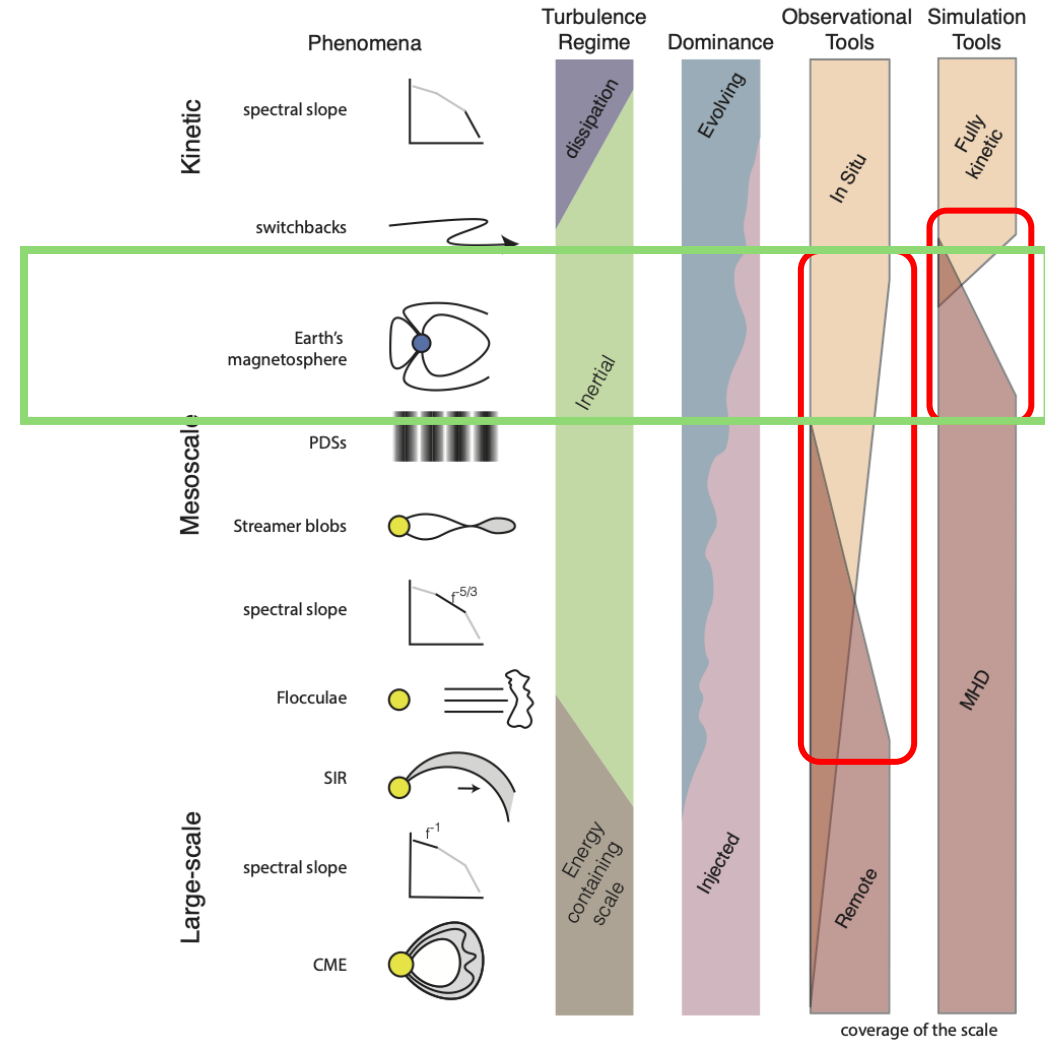 Phenomena
Turbulence
Regime
Dominance
Observational
Tools
Simulation
Tools
Kinetic
spectral slope
switchbacks
Mesoscale
Earth's
magnetosphere
PDSs
Streamer blobs
spectral slope
f-5/3
Flocculae
Large-scale
SIR
spectral slope
f-1
CME
dissipation
Inertial
Energy
containing
scale
Evolving
Injected
In Situ
Remote
Fully
kinetic
MHD
coverage of the scale